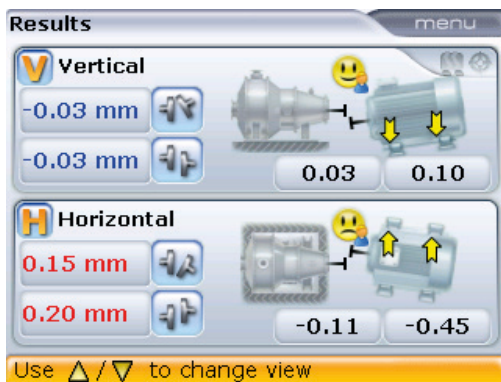 Results menu
V Vertical
-0.03 mm
-0.03 mm
0.03 0.10
H Horizontal
0.15 mm
0.20 mm
-0.11 -0.45
Use △/▽ to change view